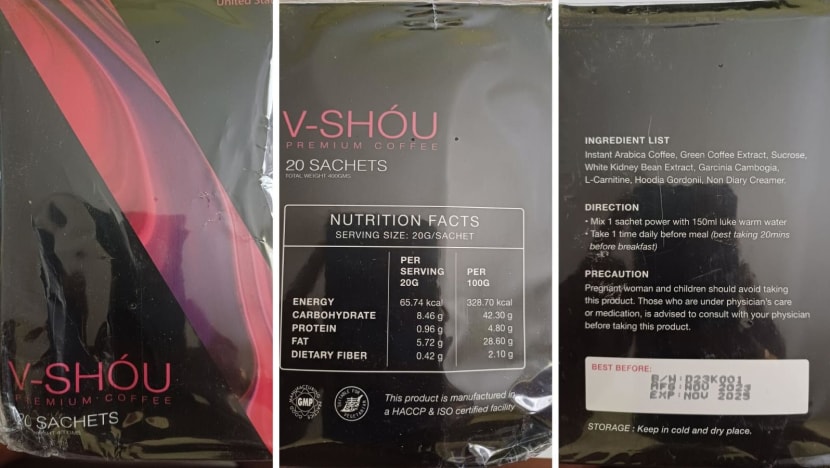 V-SHÓU
PREMIUM COFFEE
20 SACHETS
V-SHÓU
PREMIUM COFFEE
20 SACHETS
TOTAL WEIGHT 400GMS
NUTRITION FACTS
SERVING SIZE: 20G/SACHET
PER SERVING 20G PER 100G
ENERGY 65.74 kcal 328.70 kcal
CARBOHYDRATE 8.46 g 42.30 g
PROTEIN 0.96 g 4.80 g
FAT 5.72 g 28.60 g
DIETARY FIBER 0.42 g 2.10 g
GMP
This product is manufactured in
a HACCP & ISO certified facility
INGREDIENT LIST
Instant Arabica Coffee, Green Coffee Extract, Sucrose,
White Kidney Bean Extract, Garcinia Cambogia,
L-Carnitine, Hoodia Gordonii, Non Diary Creamer.
DIRECTION
• Mix 1 sachet power with 150ml luke warm water
• Take 1 time daily before meal (best taking 20mins
before breakfast)
PRECAUTION
Pregnant woman and children should avoid taking
this product. Those who are under physician's care
or medication, is advised to consult with your physician
before taking this product.
BEST BEFORE:
B/N: D23K001
MFG: NOV 2023
EXP: NOV 2025
STORAGE : Keep in cold and dry place.